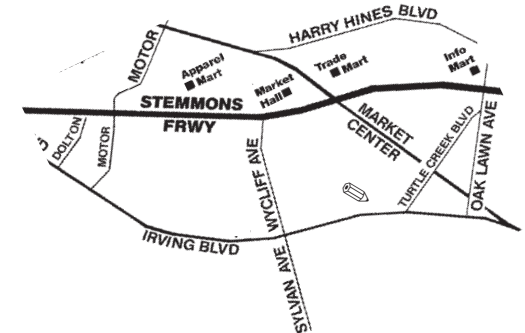 HARRY HINES BLVD
MOTOR
Apparel
Mart
Trade
Mart
Info
Mart
Market
Hall
STEMMONS
FRWY
MARKET
CENTER
DOLTON
MOTOR
WYCLIFF AVE
TURTLE CREEK BLVD
OAK LAWN AVE
IRVING BLVD
SYLVAN AVE